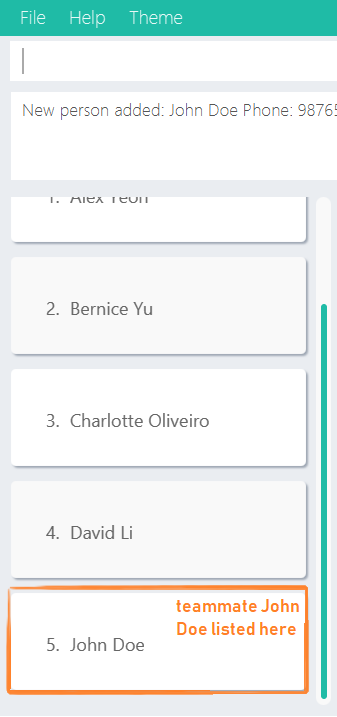 File Help Theme
New person added: John Doe Phone: 9876
1. Alex Yeoh
2. Bernice Yu
3. Charlotte Oliveiro
4. David Li
teammate John
Doe listed here
5. John Doe